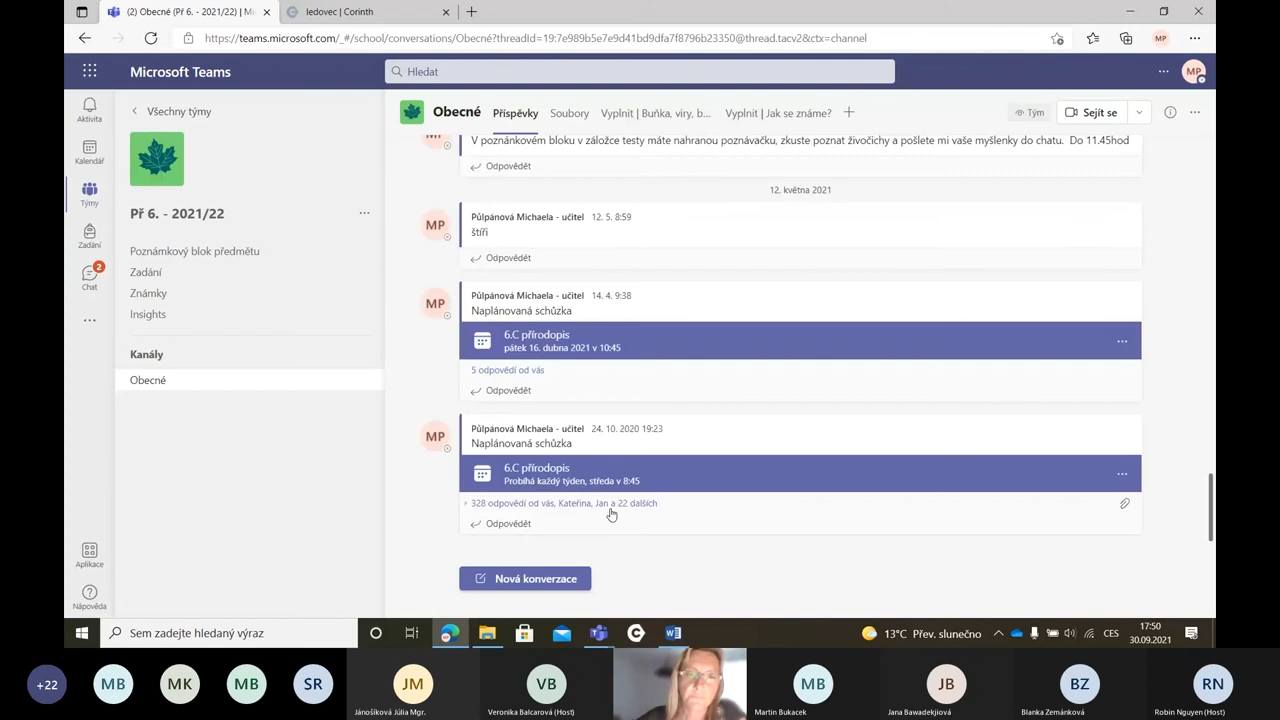 (2) Obecné (Př 6. - 2021/22) | Mi
ledovec | Corinth
https://teams.microsoft.com/_#/school/conversations/Obecné?threadId=19:7e989b5e7e9d41bd9dfa7f8796b23350@thread.tacv2&ctx=channel
MP
Microsoft Teams
Hledat
MP
Aktivita
Kalendář
Týmy
Zadání
Chat
2
Aplikace
Nápověda
Všechny týmy
Př 6. - 2021/22
Poznámkový blok předmětu
Zadání
Známky
Insights
Kanály
Obecné
Obecné
Příspěvky
Soubory
Vyplnit | Buňka, viry, b...
Vyplnit | Jak se známe?
Tým
Sejít se
V poznánkovém bloku v záložce testy máte nahranou poznávačku, zkuste poznat živočichy a pošlete mi vaše myšlenky do chatu. Do 11.45hod
Odpovědět
12. května 2021
MP
Půlpánová Michaela - učitel 12. 5. 8:59
štíři
Odpovědět
MP
Půlpánová Michaela - učitel 14. 4. 9:38
Naplánovaná schůzka
6.C přírodopis
pátek 16. dubna 2021 v 10:45
5 odpovědí od vás
Odpovědět
MP
Půlpánová Michaela - učitel 24. 10. 2020 19:23
Naplánovaná schůzka
6.C přírodopis
Probíhá každý týden, středa v 8:45
328 odpovědí od vás, Kateřina, Jan a 22 dalších
Odpovědět
Nová konverzace
Sem zadejte hledaný výraz
13°C Přev. slunečno
CES
17:50
30.09.2021
+22
MB
MK
MB
SR
JM
Jánošíková Júlia Mgr.
VB
Veronika Balcarová (Host)
MB
Martin Bukacek
JB
Jana Bawadekjiová
BZ
Blanka Zemánková
RN
Robin Nguyen (Host)